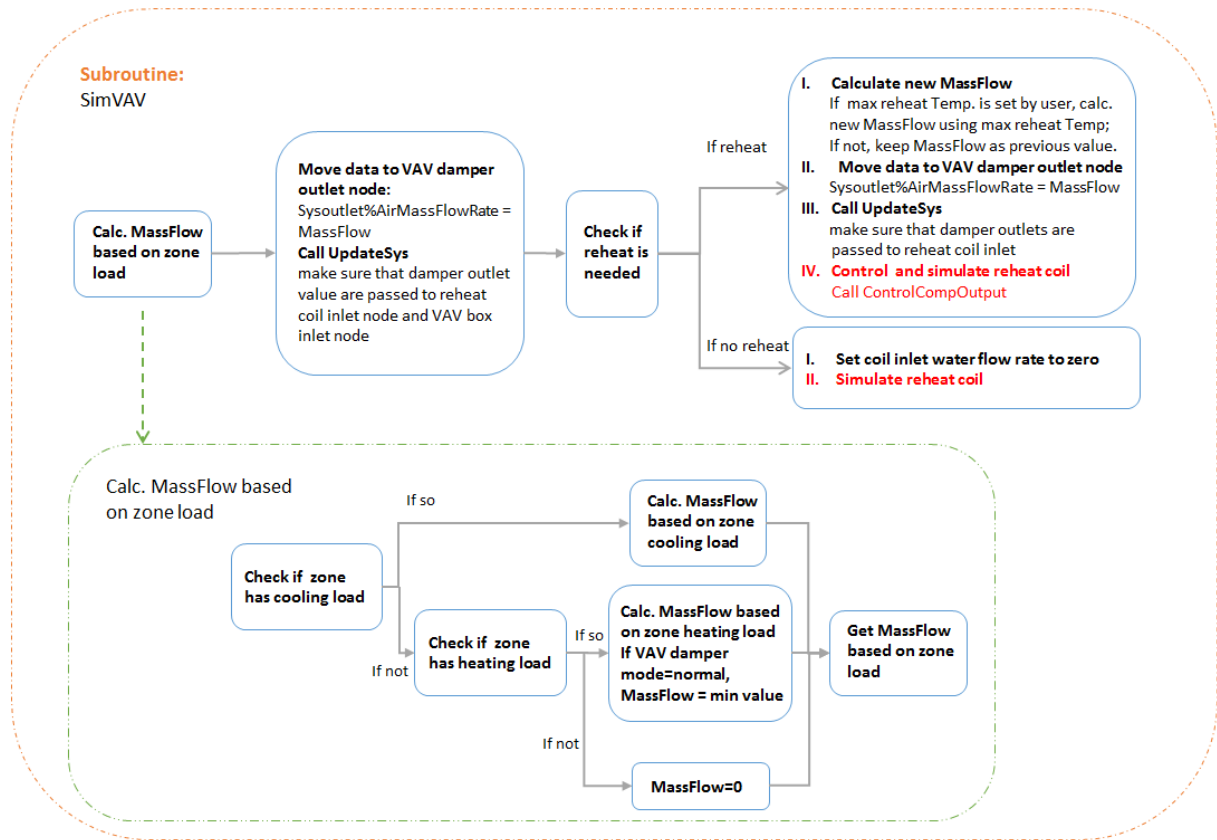 Subroutine:
SimVAV
Calc. MassFlow
based on zone
load
Move data to VAV damper
outlet node:
Sysoutlet%AirMassFlowRate =
MassFlow
Call UpdateSys
make sure that damper outlet
value are passed to reheat
coil inlet node and VAV box
inlet node
Check if
reheat is
needed
If reheat
I. Calculate new MassFlow
If max reheat Temp. is set by user, calc.
new MassFlow using max reheat Temp;
If not, keep MassFlow as previous value.
II. Move data to VAV damper outlet node
Sysoutlet%AirMassFlowRate = MassFlow
III. Call UpdateSys
make sure that damper outlets are
passed to reheat coil inlet
IV. Control and simulate reheat coil
Call ControlCompOutput
If no reheat
I. Set coil inlet water flow rate to zero
II. Simulate reheat coil
Calc. MassFlow based
on zone load
Check if zone
has cooling load
If so
Calc. MassFlow
based on zone
cooling load
If not
Check if zone
has heating load
If so
Calc. MassFlow based
on zone heating load
If VAV damper
mode=normal,
MassFlow = min value
If not
MassFlow=0
Get MassFlow
based on zone
load